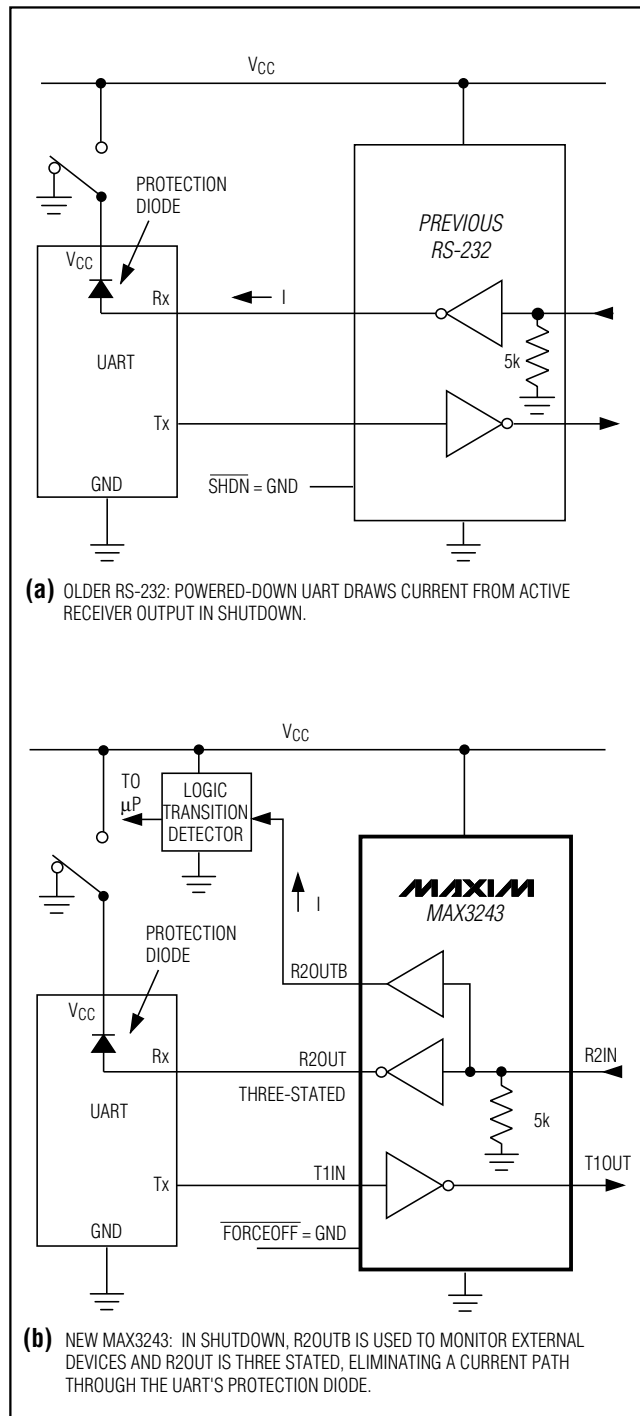 VCC
PROTECTION
DIODE
PREVIOUS
RS-232
VCC
Rx
I
UART
5k
Tx
SHDN = GND
GND
(a) OLDER RS-232: POWERED-DOWN UART DRAWS CURRENT FROM ACTIVE
RECEIVER OUTPUT IN SHUTDOWN.
VCC
TO
μP
LOGIC
TRANSITION
DETECTOR
MAXIM
MAX3243
I
PROTECTION
DIODE
R2OUTB
VCC
Rx
R2OUT
R2IN
THREE-STATED
UART
5k
Tx
T1IN
T1OUT
GND
FORCEOFF = GND
(b) NEW MAX3243: IN SHUTDOWN, R2OUTB IS USED TO MONITOR EXTERNAL
DEVICES AND R2OUT IS THREE STATED, ELIMINATING A CURRENT PATH
THROUGH THE UART'S PROTECTION DIODE.